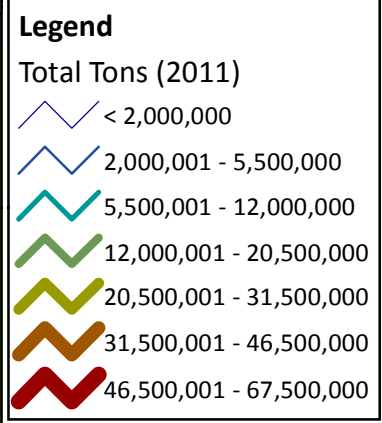 Legend
Total Tons (2011)
< 2,000,000
2,000,001 - 5,500,000
5,500,001 - 12,000,000
12,000,001 - 20,500,000
20,500,001 - 31,500,000
31,500,001 - 46,500,000
46,500,001 - 67,500,000